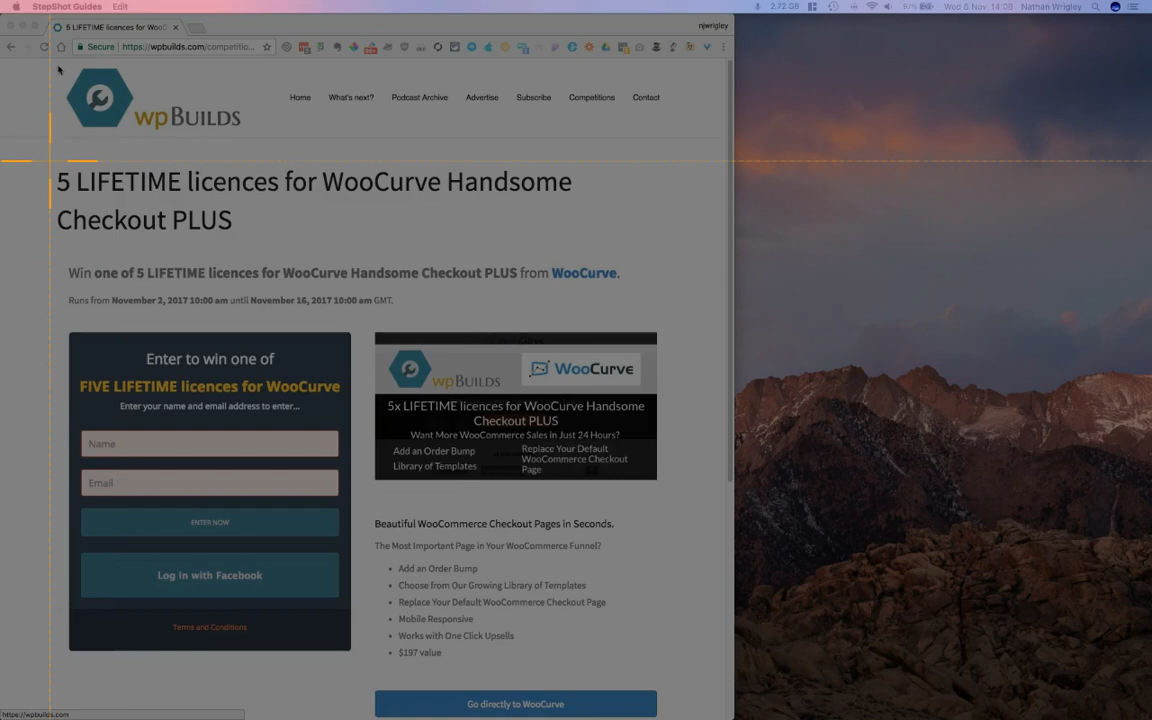 StepShot Guides Edit
2.72 GB
Wed 8 Nov 14:08 Nathan Wrigley
5 LIFETIME licences for WooC
njwrigley
Secure https://wpbuilds.com/competitio...
wpBUILDS
Home What's next? Podcast Archive Advertise Subscribe Competitions Contact
5 LIFETIME licences for WooCurve Handsome
Checkout PLUS
Win one of 5 LIFETIME licences for WooCurve Handsome Checkout PLUS from WooCurve.
Runs from November 2, 2017 10:00 am until November 16, 2017 10:00 am GMT.
Enter to win one of
FIVE LIFETIME licences for WooCurve
Enter your name and email address to enter...
Name
Email
ENTER NOW
Log in with Facebook
Terms and Conditions
wpBUILDS
WooCurve
5x LIFETIME licences for WooCurve Handsome
Checkout PLUS
Want More WooCommerce Sales in Just 24 Hours?
Add an Order Bump
Library of Templates
Replace Your Default
WooCommerce Checkout
Page
Beautiful WooCommerce Checkout Pages in Seconds.
The Most Important Page in Your WooCommerce Funnel?
• Add an Order Bump
• Choose from Our Growing Library of Templates
• Replace Your Default WooCommerce Checkout Page
• Mobile Responsive
• Works with One Click Upsells
• $197 value
Go directly to WooCurve
https://wpbuilds.com